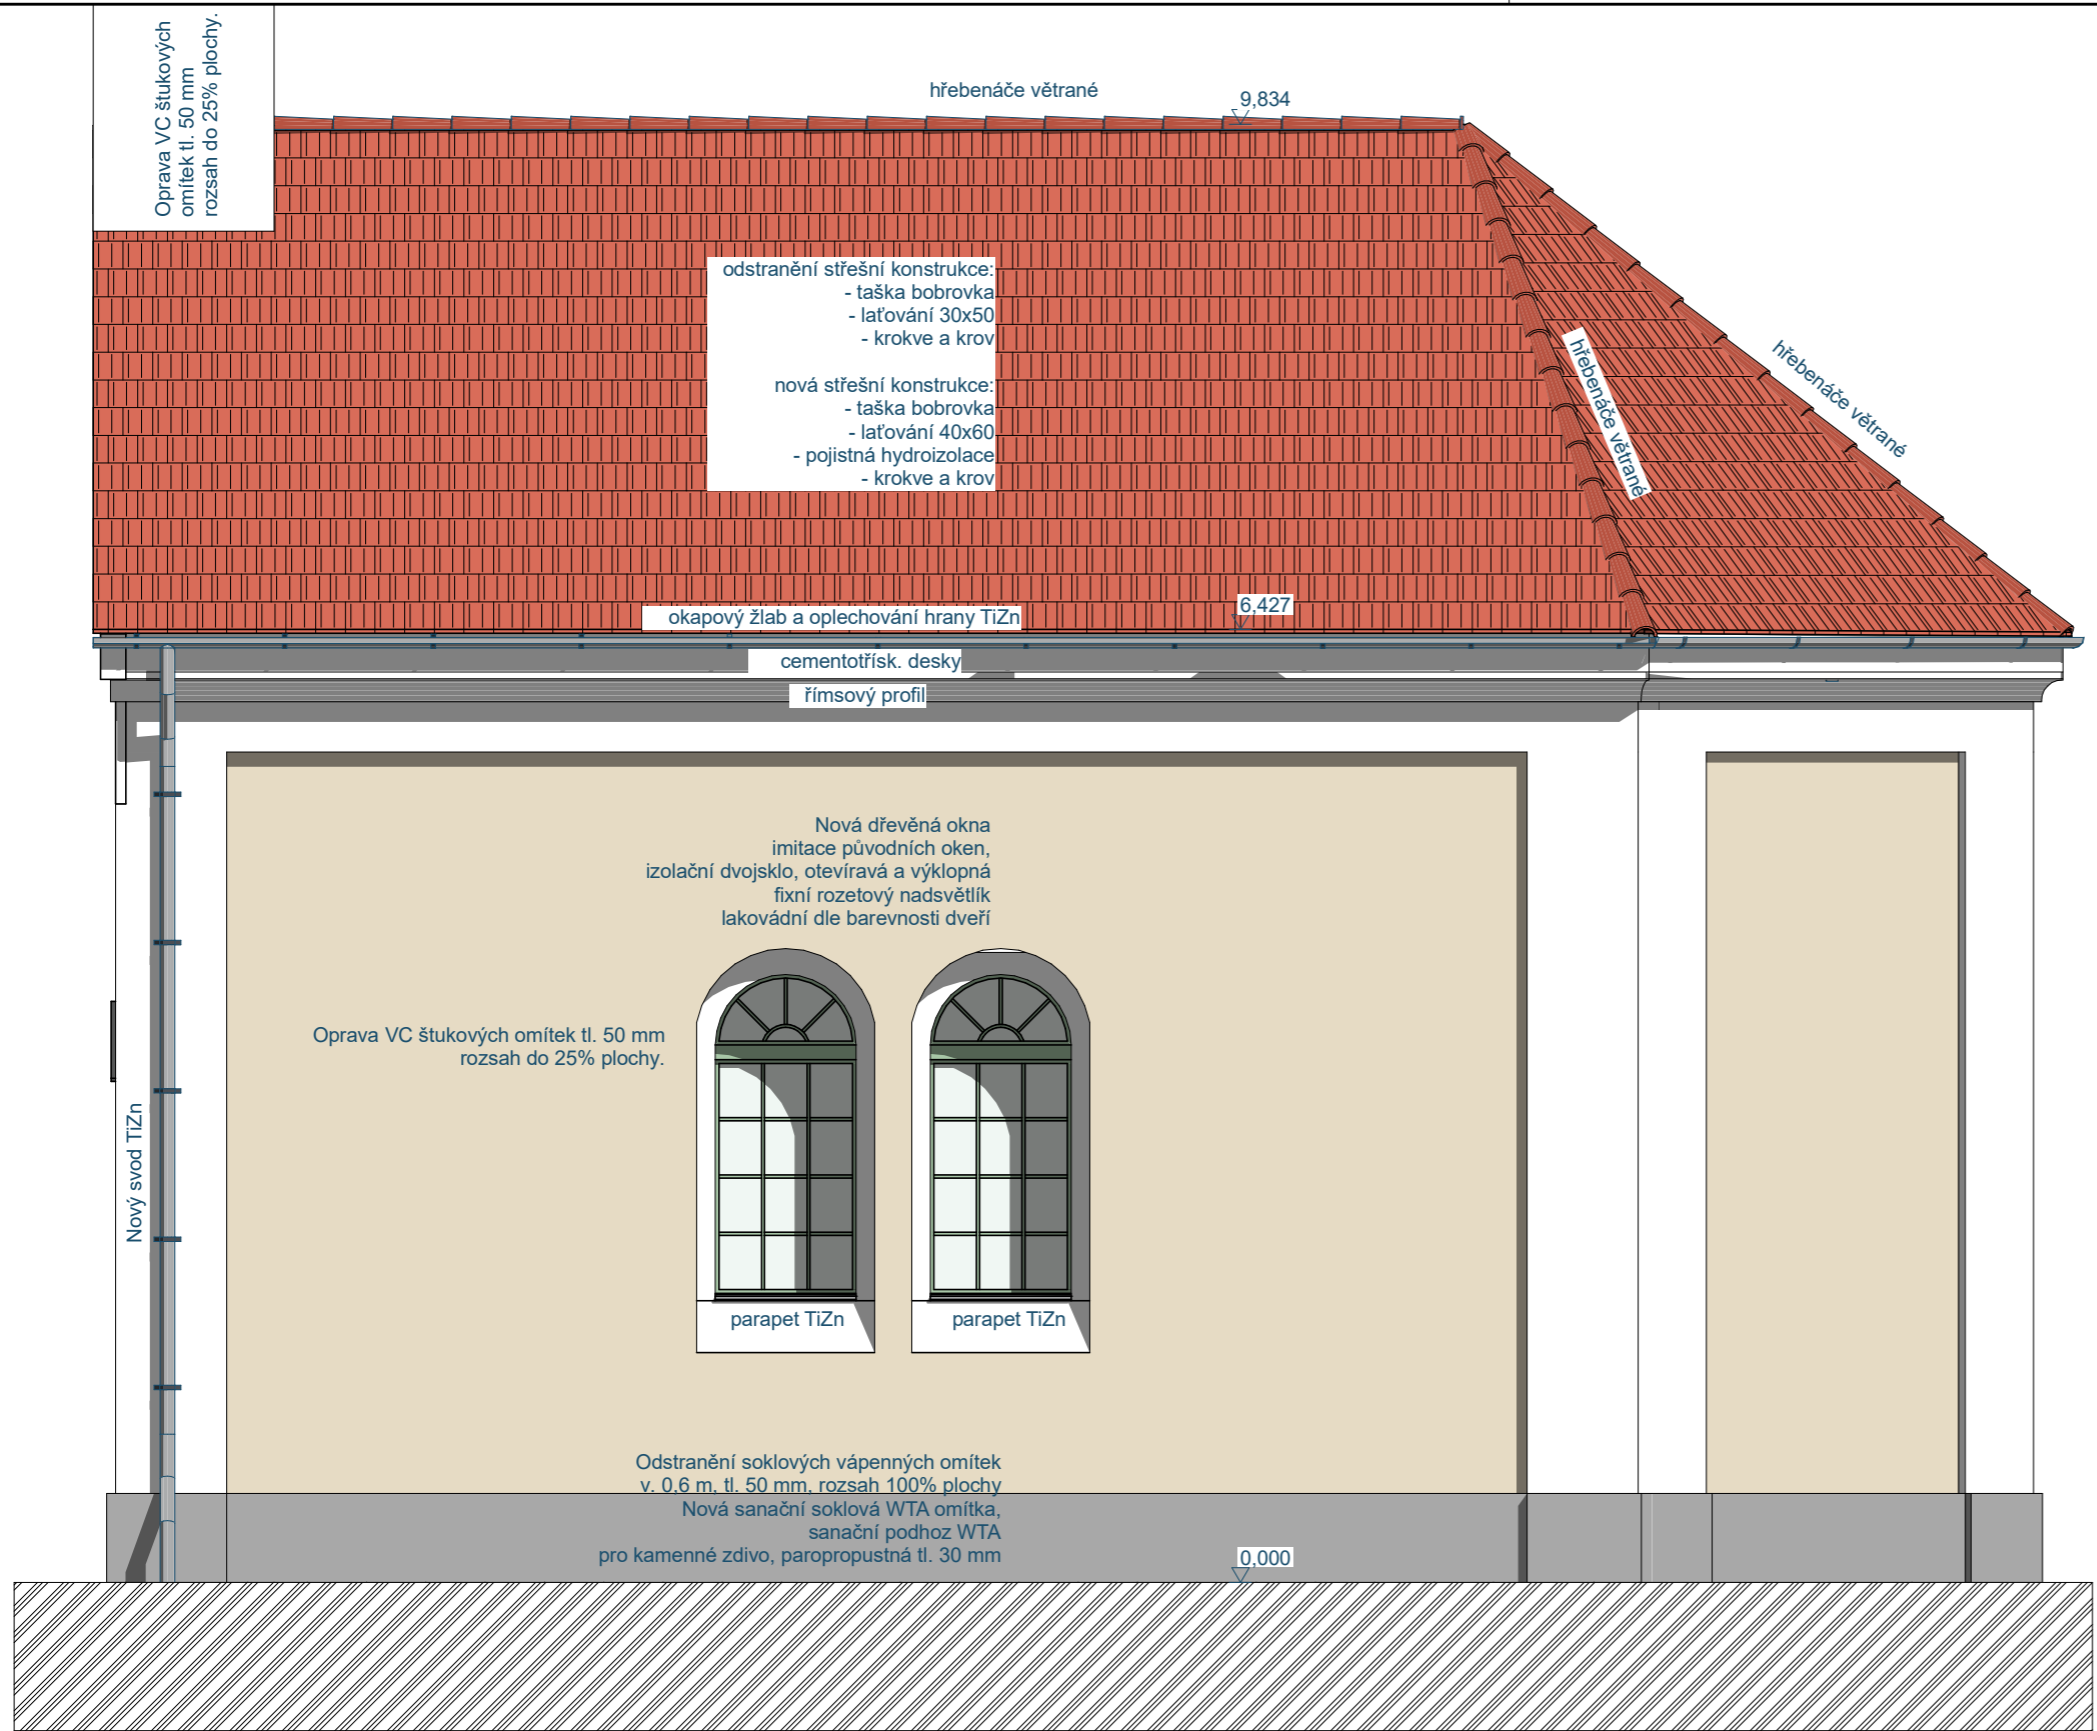 Oprava VC štukových
omítek tl. 50 mm
rozsah do 25% plochy.
hřebenáče větrané
9,834
odstranění střešní konstrukce:
- taška bobrovka
- laťování 30x50
- krokve a krov
nová střešní konstrukce:
- taška bobrovka
- laťování 40x60
- pojistná hydroizolace
- krokve a krov
hřebenáče větrané
hřebenáče větrané
6,427
okapový žlab a oplechování hrany TiZn
cementotřísk. desky
římsový profil
Nová dřevěná okna
imitace původních oken,
izolační dvojsklo, otevíravá a výklopná
fixní rozetový nadsvětlík
lakovádní dle barevnosti dveří
Oprava VC štukových omítek tl. 50 mm
rozsah do 25% plochy.
Nový svod TiZn
parapet TiZn
parapet TiZn
Odstranění soklových vápenných omítek
v. 0,6 m, tl. 50 mm, rozsah 100% plochy
Nová sanační soklová WTA omítka,
sanační podhoz WTA
pro kamenné zdivo, paropropustná tl. 30 mm
0,000